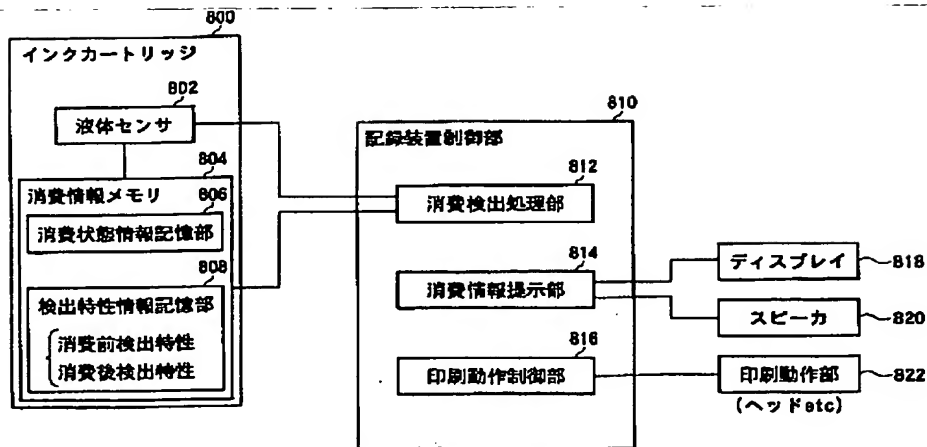 800
インクカートリッジ
802
液体センサ
804
消費情報メモリ
806
消費状態情報記憶部
808
検出特性情報記憶部
消費前検出特性
消費後検出特性
810
記録装置制御部
812
消費検出処理部
814
消費情報提示部
816
印刷動作制御部
ディスプレイ
818
スピーカ
820
印刷動作部
822
(ヘッドetc)